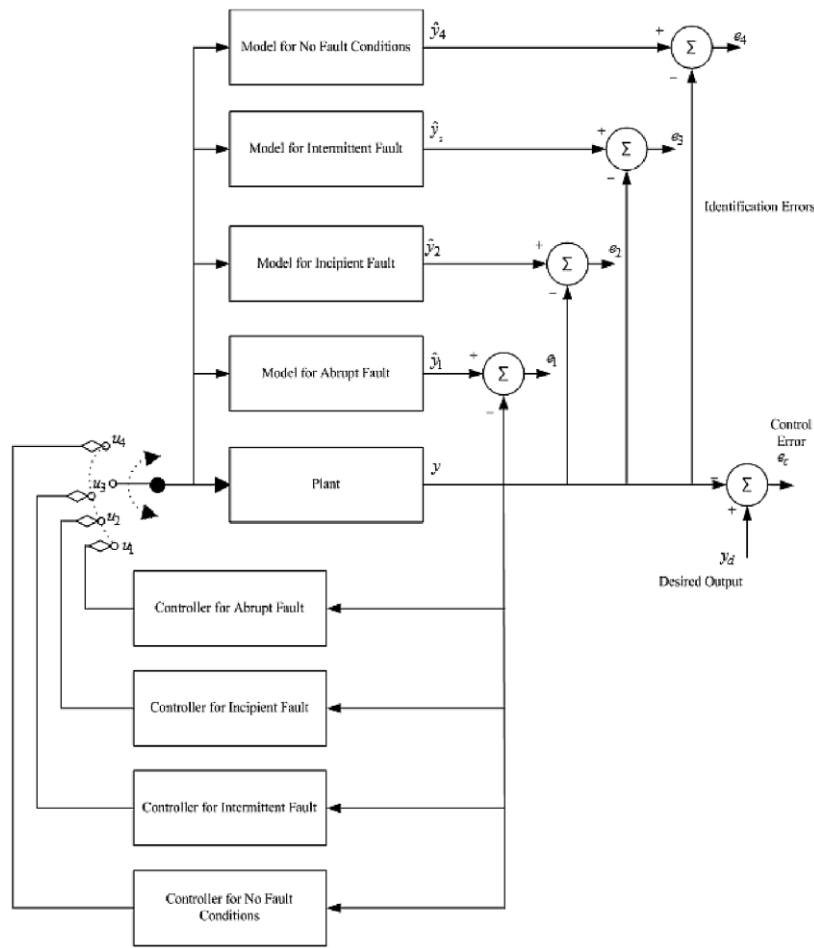 Model for No Fault Conditions
ŷ4
+
Σ
e4
−
Model for Intermittent Fault
ŷ3
+
Σ
e3
−
Identification Errors
Model for Incipient Fault
ŷ2
+
Σ
e2
−
Model for Abrupt Fault
ŷ1
+
Σ
e1
−
u4
u3
u2
u1
Plant
y
Control
Error
ec
−
Σ
+
yd
Desired Output
Controller for Abrupt Fault
Controller for Incipient Fault
Controller for Intermittent Fault
Controller for No Fault
Conditions